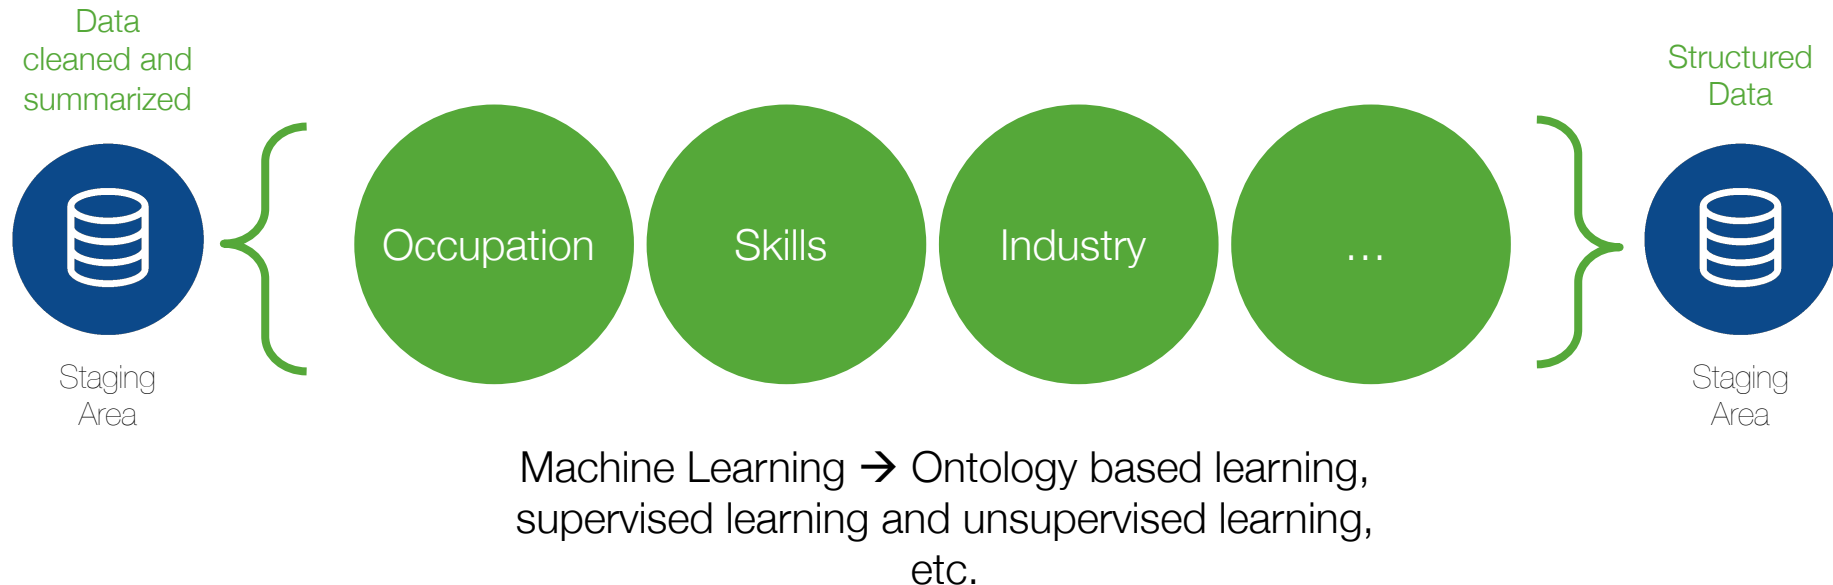 Data
cleaned and
summarized
Staging
Area
Occupation
Skills
Industry
...
Structured
Data
Staging
Area
Machine Learning → Ontology based learning,
supervised learning and unsupervised learning,
etc.